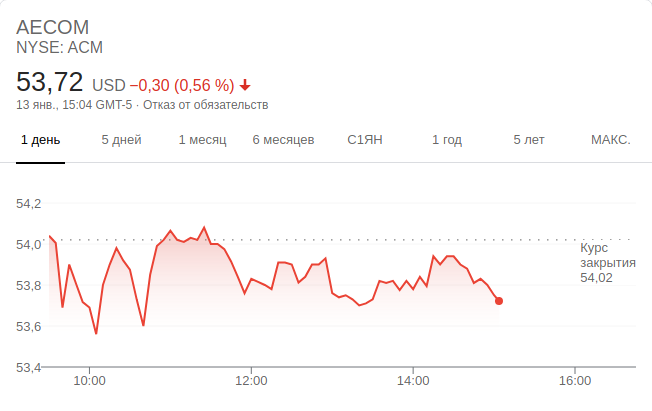 AECOM
NYSE: ACM
53,72 USD −0,30 (0,56 %)
13 янв., 15:04 GMT-5 · Отказ от обязательств
1 день 5 дней 1 месяц 6 месяцев С1ЯН 1 год 5 лет МАКС.
54,2
54,0
53,8
53,6
53,4
Курс
закрытия
54,02
10:00 12:00 14:00 16:00